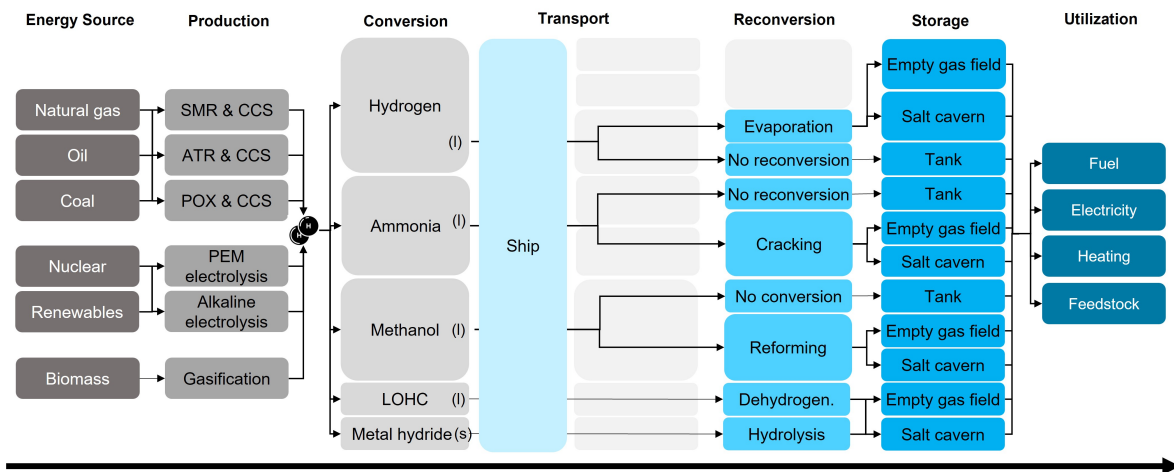 Energy Source
Production
Conversion
Transport
Reconversion
Storage
Utilization
Natural gas
Oil
Coal
Nuclear
Renewables
Biomass
SMR & CCS
ATR & CCS
POX & CCS
PEM
electrolysis
Alkaline
electrolysis
Gasification
H
H
Hydrogen
(l)
Ammonia (l)
Methanol (l)
LOHC (l)
Metal hydride (s)
Ship
Evaporation
No reconversion
No reconversion
Cracking
No conversion
Reforming
Dehydrogen.
Hydrolysis
Empty gas field
Salt cavern
Tank
Tank
Empty gas field
Salt cavern
Tank
Empty gas field
Salt cavern
Empty gas field
Salt cavern
Fuel
Electricity
Heating
Feedstock